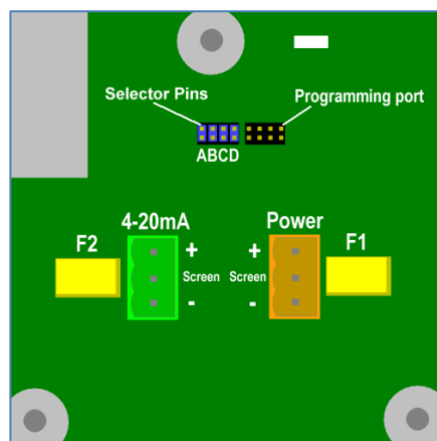 Selector Pins
Programming port
ABCD
4-20mA
Power
F2
F1
+
+
Screen
Screen
-
-